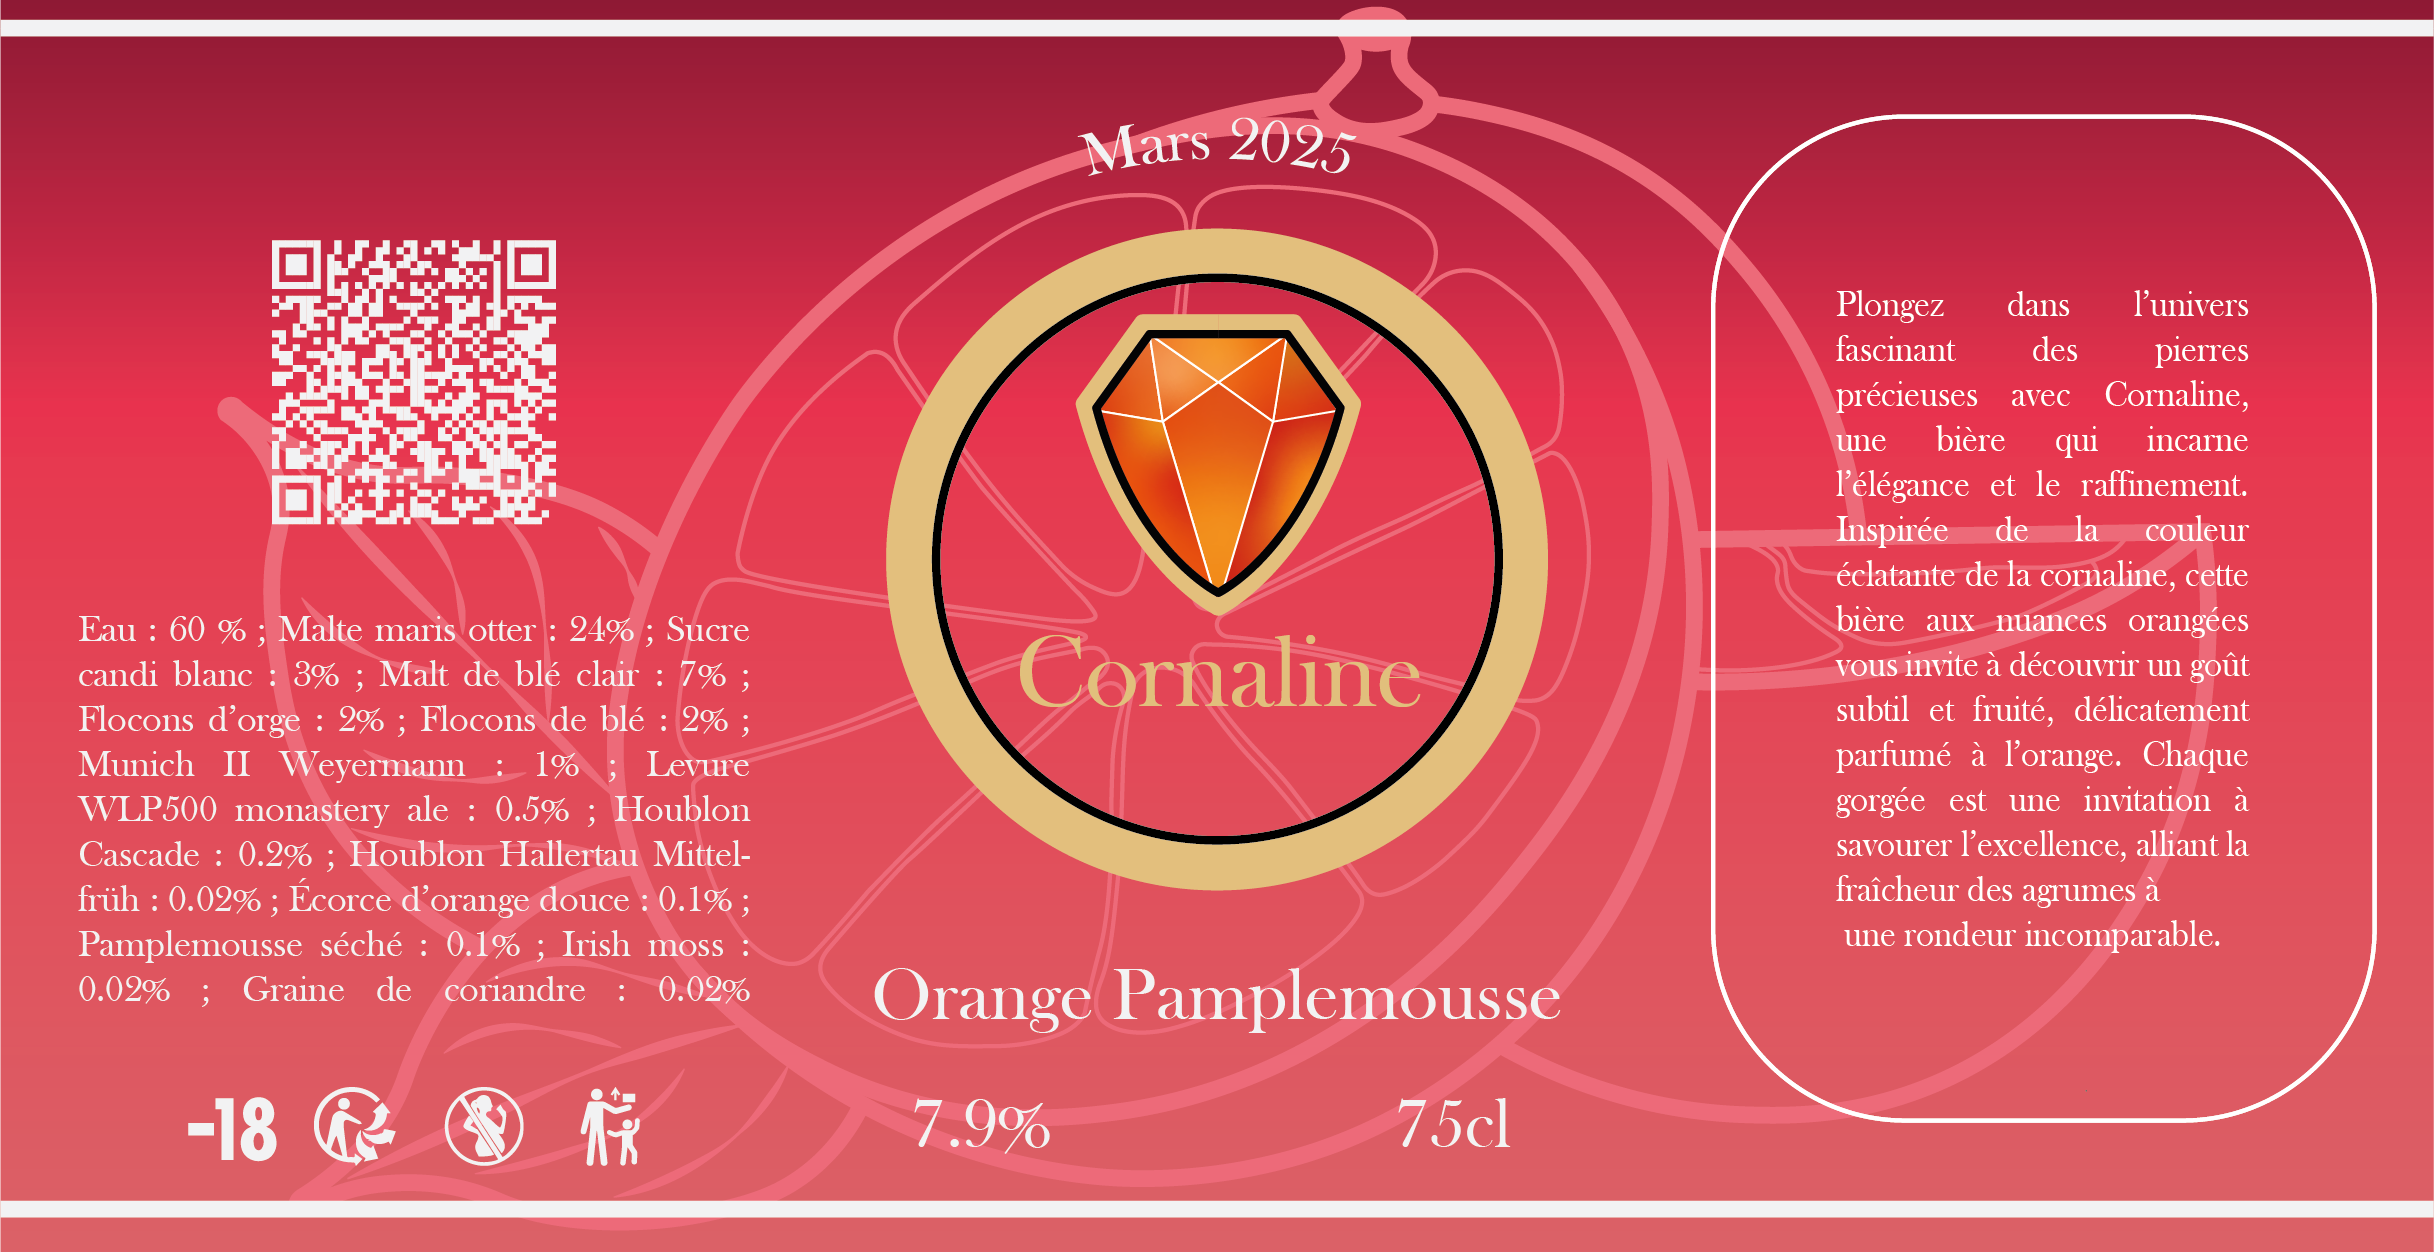 Mars 2025
Cornaline
Orange Pamplemousse
7.9%
75cl
Eau : 60 % ; Malte maris otter : 24% ; Sucre
candi blanc : 3% ; Malt de blé clair : 7% ;
Flocons d’orge : 2% ; Flocons de blé : 2% ;
Munich II Weyermann : 1% ; Levure
WLP500 monastery ale : 0.5% ; Houblon
Cascade : 0.2% ; Houblon Hallertau Mittel-
früh : 0.02% ; Écorce d’orange douce : 0.1% ;
Pamplemousse séché : 0.1% ; Irish moss :
0.02% ; Graine de coriandre : 0.02%
-18
Plongez dans l’univers
fascinant des pierres
précieuses avec Cornaline,
une bière qui incarne
l’élégance et le raffinement.
Inspirée de la couleur
éclatante de la cornaline, cette
bière aux nuances orangées
vous invite à découvrir un goût
subtil et fruité, délicatement
parfumé à l’orange. Chaque
gorgée est une invitation à
savourer l’excellence, alliant la
fraîcheur des agrumes à
une rondeur incomparable.